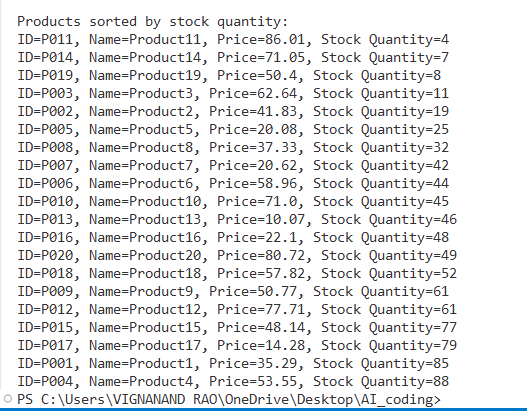 Products sorted by stock quantity:
ID=P011, Name=Product11, Price=86.01, Stock Quantity=4
ID=P014, Name=Product14, Price=71.05, Stock Quantity=7
ID=P019, Name=Product19, Price=50.4, Stock Quantity=8
ID=P003, Name=Product3, Price=62.64, Stock Quantity=11
ID=P002, Name=Product2, Price=41.83, Stock Quantity=19
ID=P005, Name=Product5, Price=20.08, Stock Quantity=25
ID=P008, Name=Product8, Price=37.33, Stock Quantity=32
ID=P007, Name=Product7, Price=20.62, Stock Quantity=42
ID=P006, Name=Product6, Price=58.96, Stock Quantity=44
ID=P010, Name=Product10, Price=71.0, Stock Quantity=45
ID=P013, Name=Product13, Price=10.07, Stock Quantity=46
ID=P016, Name=Product16, Price=22.1, Stock Quantity=48
ID=P020, Name=Product20, Price=80.72, Stock Quantity=49
ID=P018, Name=Product18, Price=57.82, Stock Quantity=52
ID=P009, Name=Product9, Price=50.77, Stock Quantity=61
ID=P012, Name=Product12, Price=77.71, Stock Quantity=61
ID=P015, Name=Product15, Price=48.14, Stock Quantity=77
ID=P017, Name=Product17, Price=14.28, Stock Quantity=79
ID=P001, Name=Product1, Price=35.29, Stock Quantity=85
ID=P004, Name=Product4, Price=53.55, Stock Quantity=88
PS C:\Users\VIGNANAND RAO\OneDrive\Desktop\AI_coding>